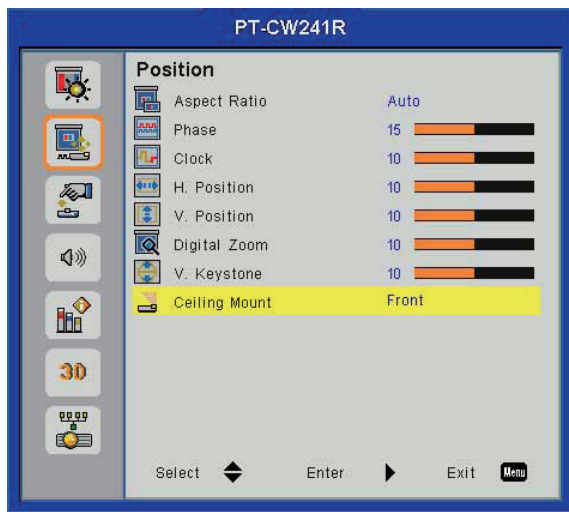 PT-CW241R
Position
Aspect Ratio Auto
Phase 15
Clock 10
H. Position 10
V. Position 10
Digital Zoom 10
V. Keystone 10
Ceiling Mount Front
3D
Select Enter Exit Menu